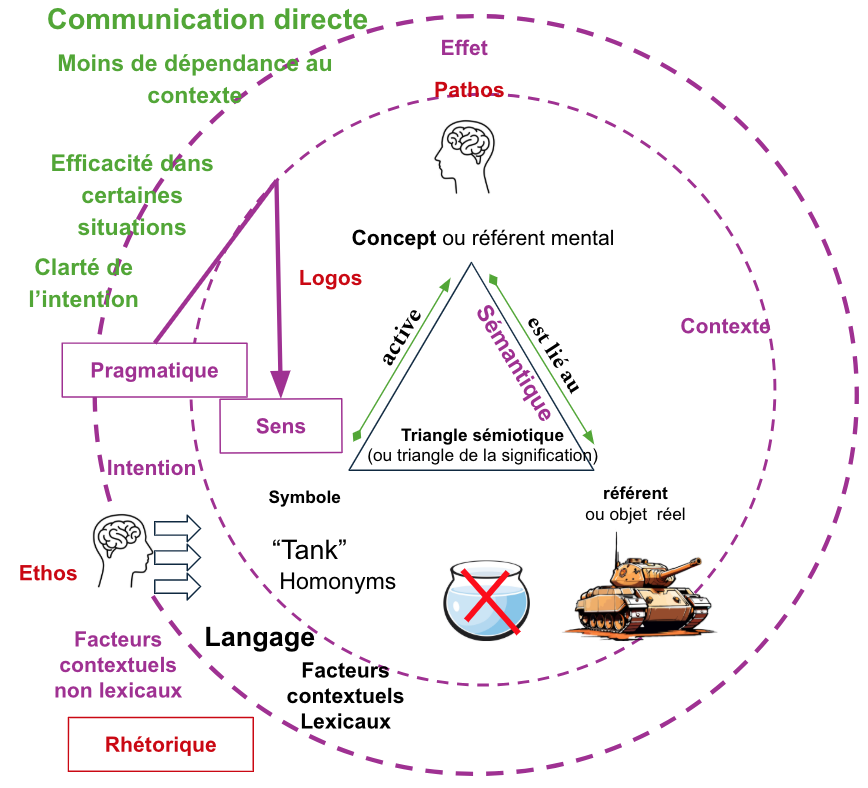 Communication directe
Effet
Moins de dépendance au
contexte
Pathos
Efficacité dans
certaines
situations
Concept ou référent mental
Clarté de
l’intention
Logos
active
Sémantique
est lié au
Contexte
Pragmatique
Sens
Triangle sémiotique
(ou triangle de la signification)
Intention
Symbole
référent
ou objet réel
“Tank”
Homonyms
Ethos
Langage
Facteurs
contextuels
non lexicaux
Facteurs
contextuels
Lexicaux
Rhétorique